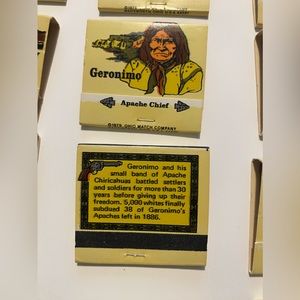 Geronimo
Apache Chief
©1979, OHIO MATCH COMPANY
Geronimo and his
small band of Apache
Chiricahuas battled settlers
and soldiers for more than 30
years before giving up their
freedom. 5,000 whites finally
subdued 38 of Geronimo's
Apaches left in 1886.